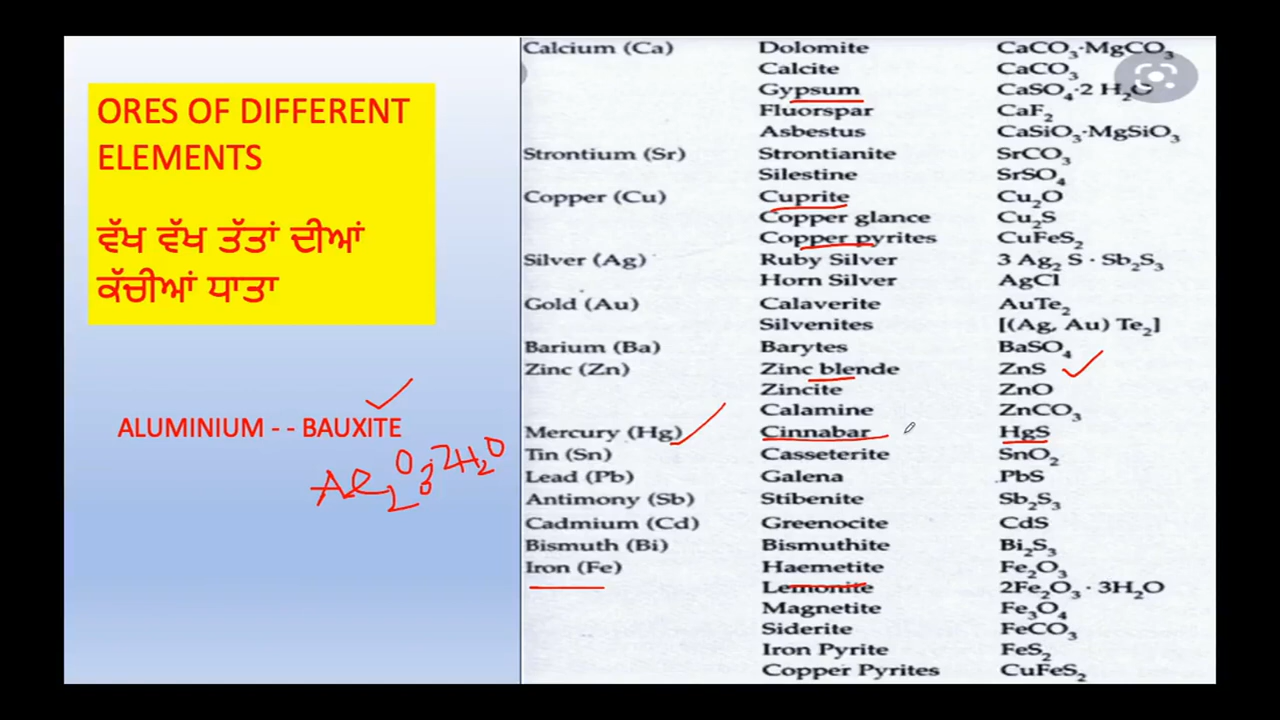 ORES OF DIFFERENT
ELEMENTS
ਵੱਖ ਵੱਖ ਤੱਤਾਂ ਦੀਆਂ
ਕੱਚੀਆਂ ਧਾਤਾ
ALUMINIUM - - BAUXITE
Al₂O₃2H₂O
Calcium (Ca) Dolomite CaCO₃·MgCO₃
Calcite CaCO₃
Gypsum CaSO₄·2 H₂O
Fluorspar CaF₂
Asbestus CaSiO₃·MgSiO₃
Strontium (Sr) Strontianite SrCO₃
Silestine SrSO₄
Copper (Cu) Cuprite Cu₂O
Copper glance Cu₂S
Copper pyrites CuFeS₂
Silver (Ag) Ruby Silver 3 Ag₂ S · Sb₂S₃
Horn Silver AgCl
Gold (Au) Calaverite AuTe₂
Silvenites [(Ag, Au) Te₂]
Barium (Ba) Barytes BaSO₄
Zinc (Zn) Zinc blende ZnS
Zincite ZnO
Calamine ZnCO₃
Mercury (Hg) Cinnabar HgS
Tin (Sn) Casseterite SnO₂
Lead (Pb) Galena PbS
Antimony (Sb) Stibenite Sb₂S₃
Cadmium (Cd) Greenocite CdS
Bismuth (Bi) Bismuthite Bi₂S₃
Iron (Fe) Haemetite Fe₂O₃
Lemonite 2Fe₂O₃ · 3H₂O
Magnetite Fe₃O₄
Siderite FeCO₃
Iron Pyrite FeS₂
Copper Pyrites CuFeS₂